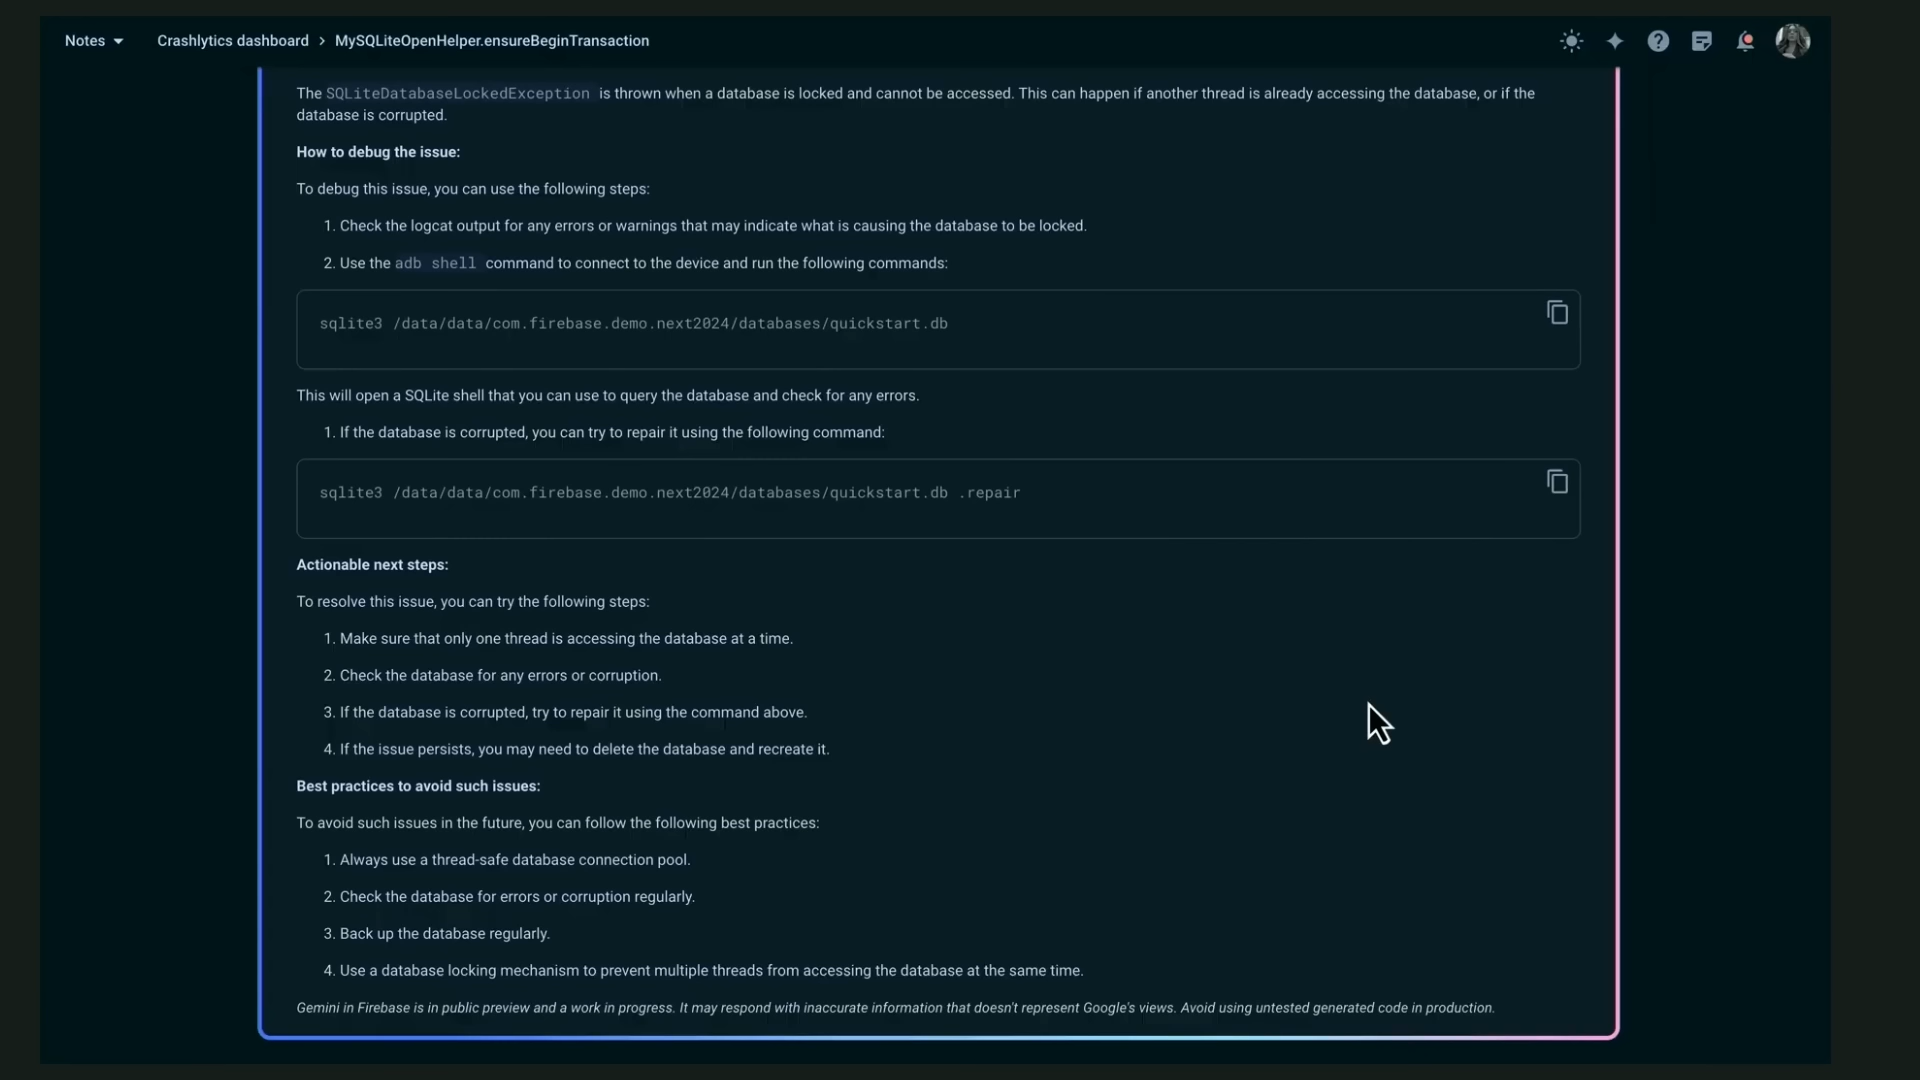 Notes
Crashlytics dashboard > MySQLiteOpenHelper.ensureBeginTransaction
The SQLiteDatabaseLockedException is thrown when a database is locked and cannot be accessed. This can happen if another thread is already accessing the database, or if the
database is corrupted.
How to debug the issue:
To debug this issue, you can use the following steps:
1. Check the logcat output for any errors or warnings that may indicate what is causing the database to be locked.
2. Use the adb shell command to connect to the device and run the following commands:
sqlite3 /data/data/com.firebase.demo.next2024/databases/quickstart.db
This will open a SQLite shell that you can use to query the database and check for any errors.
1. If the database is corrupted, you can try to repair it using the following command:
sqlite3 /data/data/com.firebase.demo.next2024/databases/quickstart.db .repair
Actionable next steps:
To resolve this issue, you can try the following steps:
1. Make sure that only one thread is accessing the database at a time.
2. Check the database for any errors or corruption.
3. If the database is corrupted, try to repair it using the command above.
4. If the issue persists, you may need to delete the database and recreate it.
Best practices to avoid such issues:
To avoid such issues in the future, you can follow the following best practices:
1. Always use a thread-safe database connection pool.
2. Check the database for errors or corruption regularly.
3. Back up the database regularly.
4. Use a database locking mechanism to prevent multiple threads from accessing the database at the same time.
Gemini in Firebase is in public preview and a work in progress. It may respond with inaccurate information that doesn't represent Google's views. Avoid using untested generated code in production.